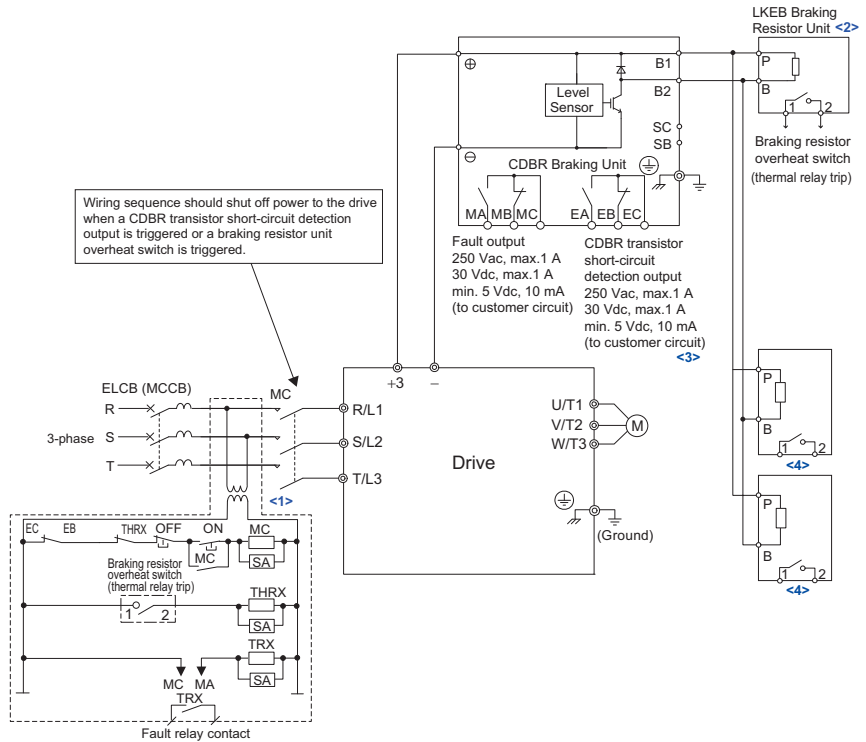 LKEB Braking
Resistor Unit <2>
P
B
1 2
Braking resistor
overheat switch
(thermal relay trip)
⊕
⊖
Level
Sensor
B1
B2
SC
SB
CDBR Braking Unit
MA MB MC
EA EB EC
Fault output
250 Vac, max.1 A
30 Vdc, max.1 A
min. 5 Vdc, 10 mA
(to customer circuit)
CDBR transistor
short-circuit
detection output
250 Vac, max.1 A
30 Vdc, max.1 A
min. 5 Vdc, 10 mA
(to customer circuit)
<3>
Wiring sequence should shut off power to the drive
when a CDBR transistor short-circuit detection
output is triggered or a braking resistor unit
overheat switch is triggered.
P
B
1 2
<4>
P
B
1 2
<4>
+3 −
ELCB (MCCB)
MC
3-phase
R
S
T
<1>
R/L1
S/L2
T/L3
Drive
U/T1
V/T2
W/T3
M
(Ground)
EC EB THRX OFF ON MC
MC
SA
Braking resistor
overheat switch
(thermal relay trip)
1 2
THRX
SA
TRX
SA
MC MA
TRX
Fault relay contact